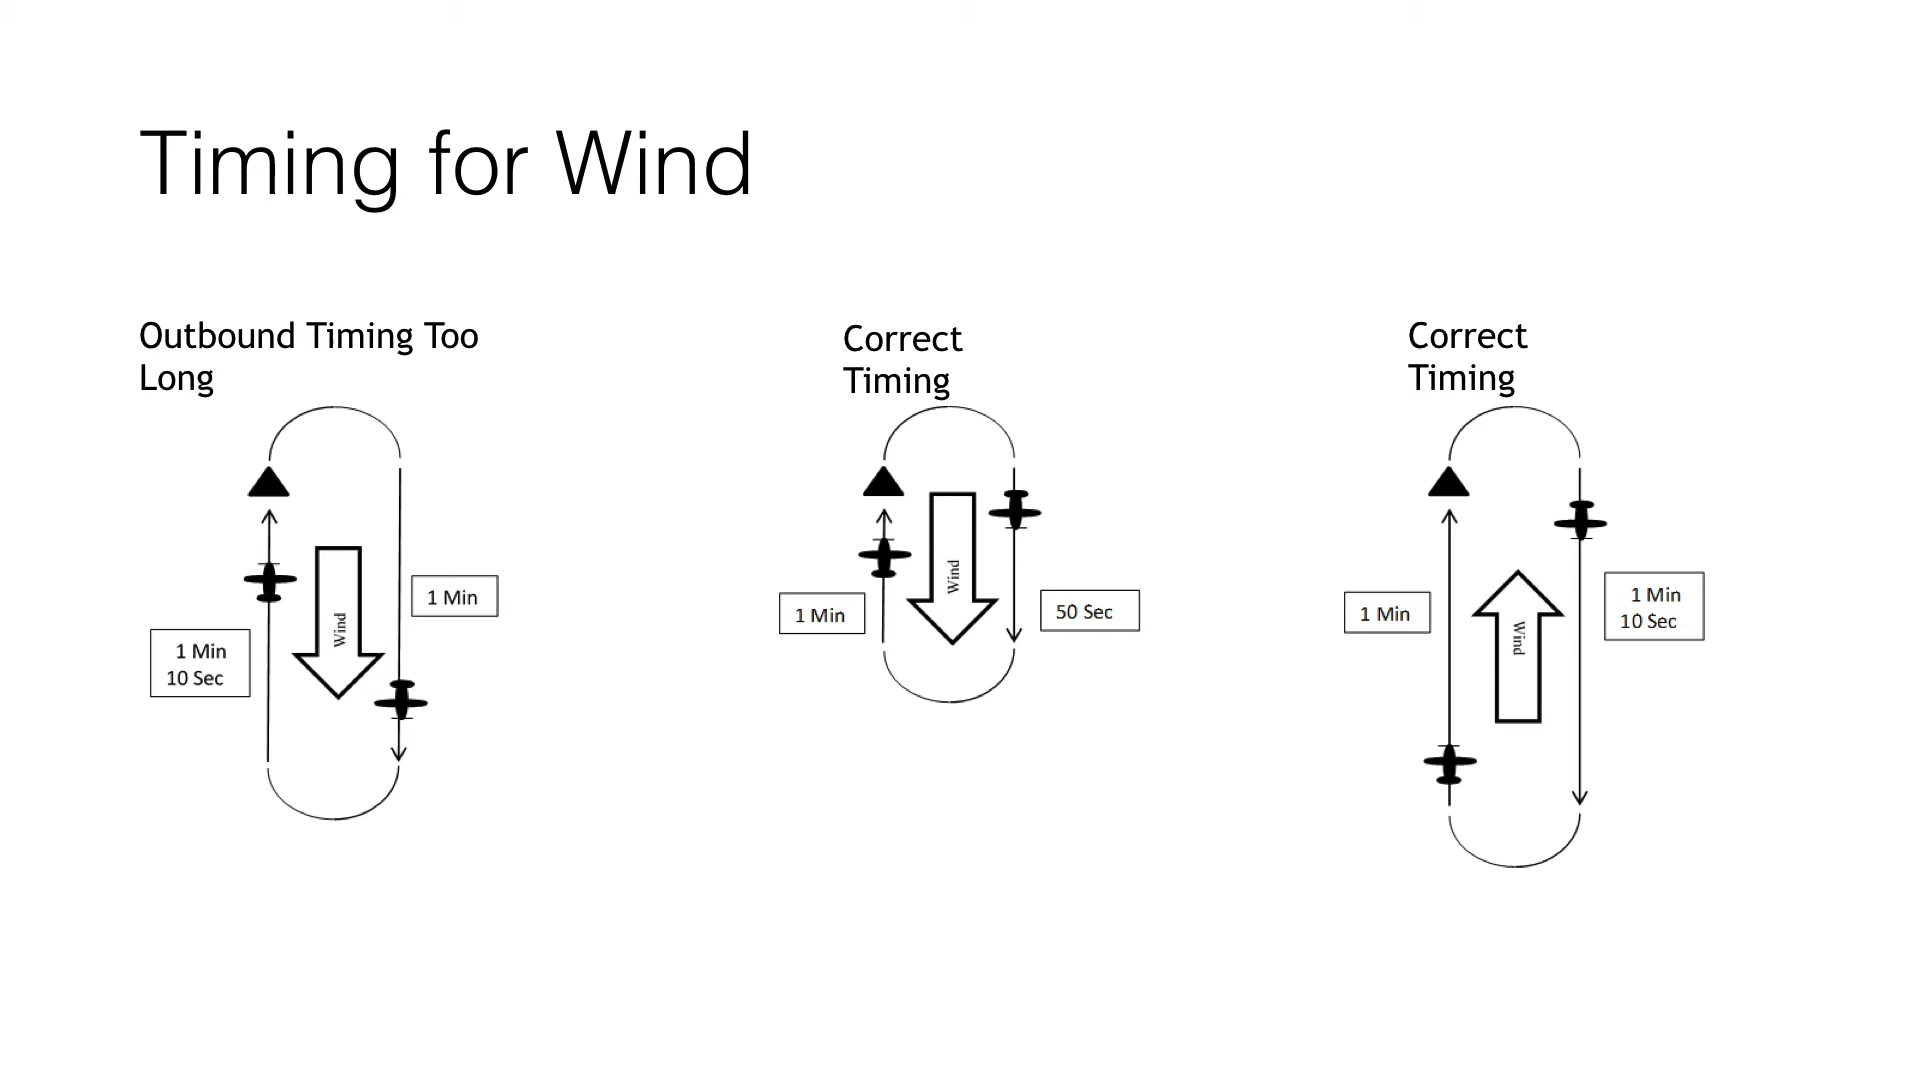 Timing for Wind
Outbound Timing Too
Long
1 Min
10 Sec
Wind
1 Min
Correct
Timing
1 Min
Wind
50 Sec
Correct
Timing
1 Min
Wind
1 Min
10 Sec